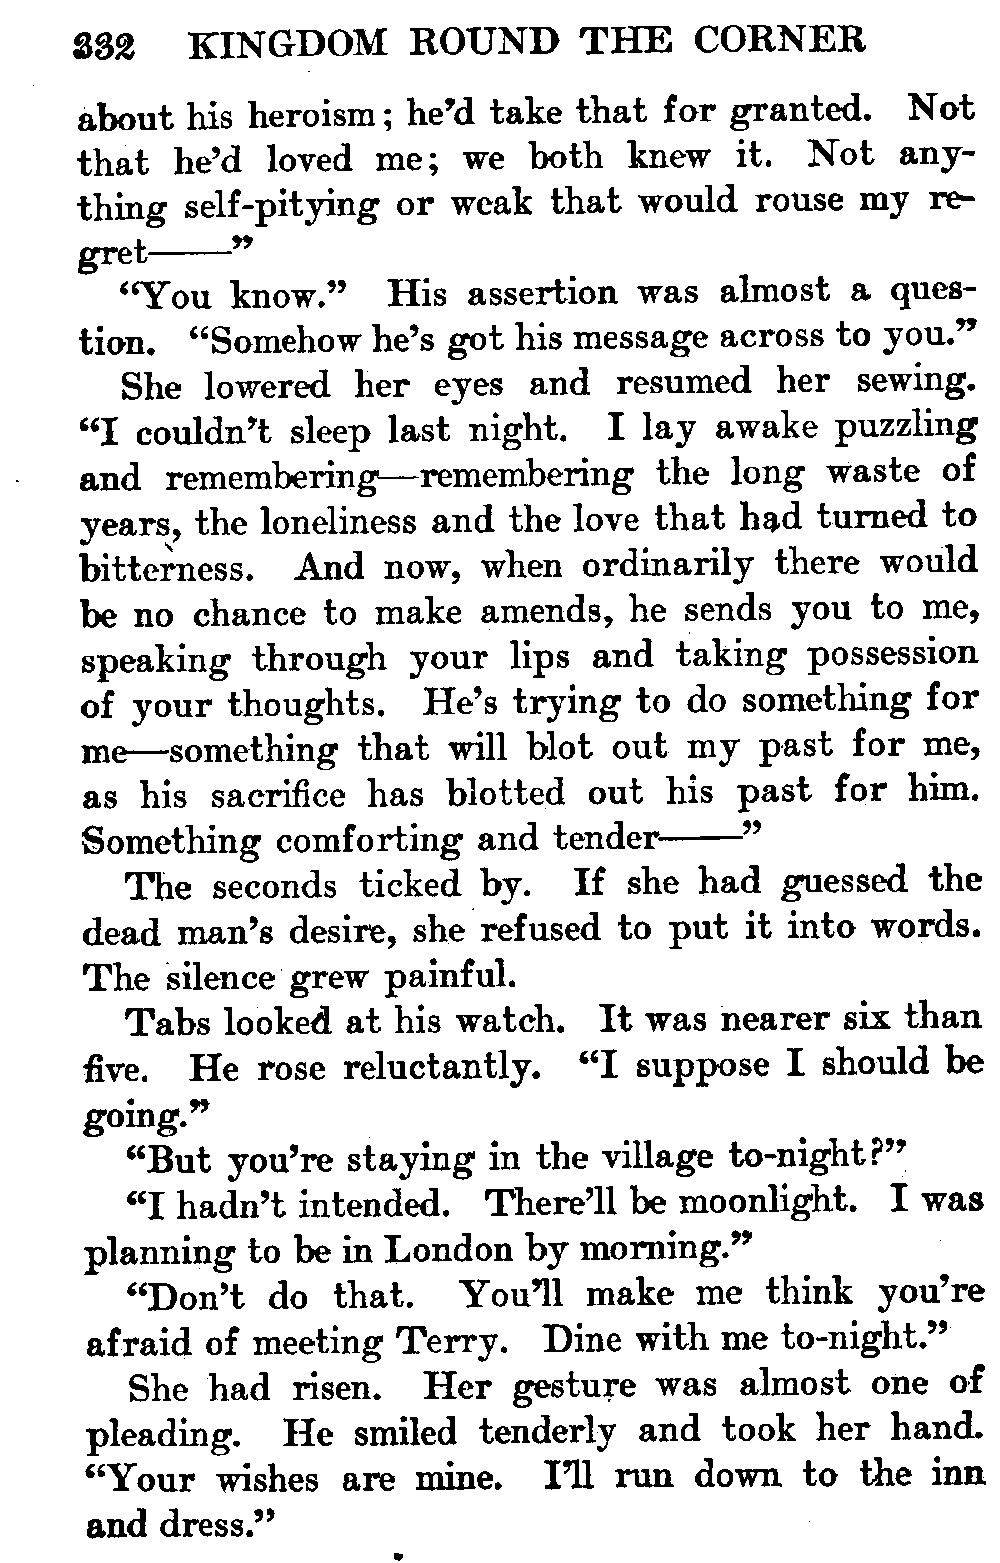 332 KINGDOM ROUND THE CORNER
about his heroism; he'd take that for granted. Not
that he'd loved me; we both knew it. Not any-
thing self-pitying or weak that would rouse my re-
gret——"
"You know." His assertion was almost a ques-
tion. "Somehow he's got his message across to you."
She lowered her eyes and resumed her sewing.
"I couldn't sleep last night. I lay awake puzzling
and remembering—remembering the long waste of
years, the loneliness and the love that had turned to
bitterness. And now, when ordinarily there would
be no chance to make amends, he sends you to me,
speaking through your lips and taking possession
of your thoughts. He's trying to do something for
me—something that will blot out my past for me,
as his sacrifice has blotted out his past for him.
Something comforting and tender——"
The seconds ticked by. If she had guessed the
dead man's desire, she refused to put it into words.
The silence grew painful.
Tabs looked at his watch. It was nearer six than
five. He rose reluctantly. "I suppose I should be
going."
"But you're staying in the village to-night?"
"I hadn't intended. There'll be moonlight. I was
planning to be in London by morning."
"Don't do that. You'll make me think you're
afraid of meeting Terry. Dine with me to-night."
She had risen. Her gesture was almost one of
pleading. He smiled tenderly and took her hand.
"Your wishes are mine. I'll run down to the inn
and dress."